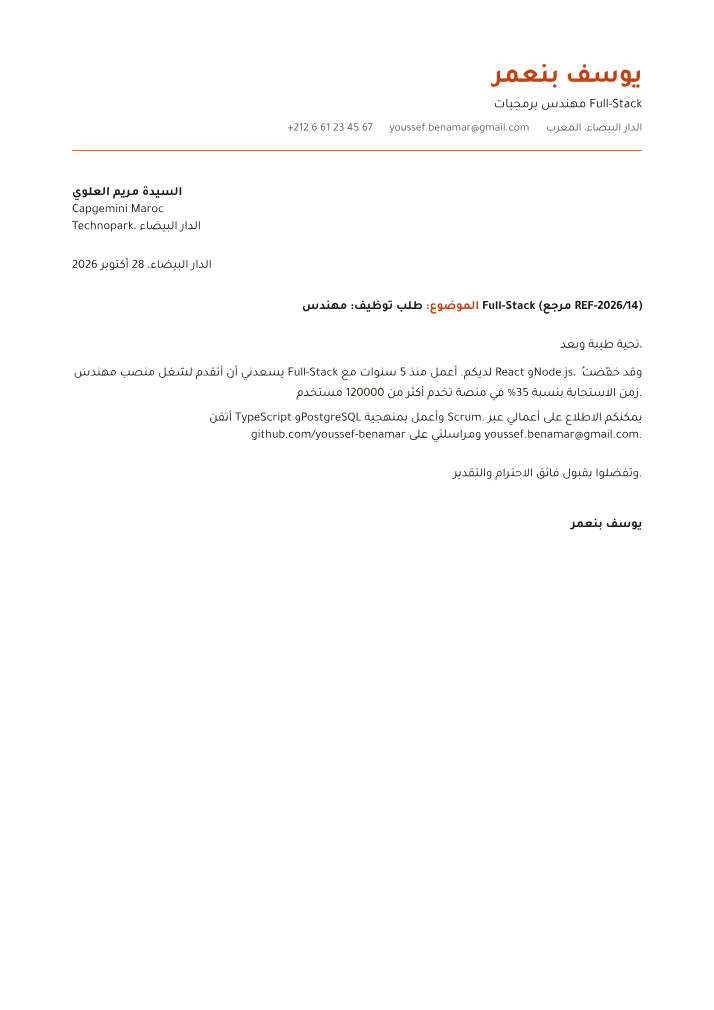 يوسف بنعمر
مهندس برمجيات Full-Stack
الدار البيضاء، المغرب youssef.benamar@gmail.com +212 6 61 23 45 67
السيدة مريم العلوي
Capgemini Maroc
Technopark، الدار البيضاء
الدار البيضاء، 28 أكتوبر 2026
الموضوع: طلب توظيف: مهندس Full-Stack (مرجع REF-2026/14)
تحية طيبة وبعد،
يسعدني أن أتقدم لشغل منصب مهندس Full-Stack لديكم. أعمل منذ 5 سنوات مع React وNode.js، وقد خفّضتُ
زمن الاستجابة بنسبة 35% في منصة تخدم أكثر من 120000 مستخدم.
أتقن TypeScript وPostgreSQL وأعمل بمنهجية Scrum. يمكنكم الاطلاع على أعمالي عبر
github.com/youssef-benamar ومراسلتي على youssef.benamar@gmail.com.
وتفضلوا بقبول فائق الاحترام والتقدير.
يوسف بنعمر